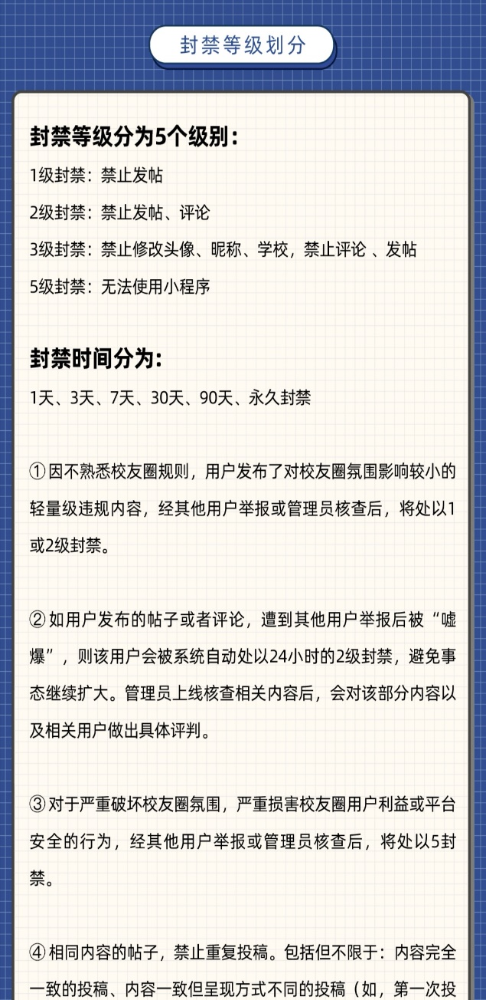 封禁等级划分
封禁等级分为5个级别：
1级封禁：禁止发帖
2级封禁：禁止发帖、评论
3级封禁：禁止修改头像、昵称、学校，禁止评论 、发帖
5级封禁：无法使用小程序
封禁时间分为:
1天、3天、7天、30天、90天、永久封禁
①因不熟悉校友圈规则，用户发布了对校友圈氛围影响较小的
轻量级违规内容，经其他用户举报或管理员核查后，将处以1
或2级封禁。
②如用户发布的帖子或者评论，遭到其他用户举报后被“嘘
爆”，则该用户会被系统自动处以24小时的2级封禁，避免事
态继续扩大。管理员上线核查相关内容后，会对该部分内容以
及相关用户做出具体评判。
③对于严重破坏校友圈氛围，严重损害校友圈用户利益或平台
安全的行为，经其他用户举报或管理员核查后，将处以5封
禁。
④相同内容的帖子，禁止重复投稿。包括但不限于：内容完全
一致的投稿、内容一致但呈现方式不同的投稿（如，第一次投